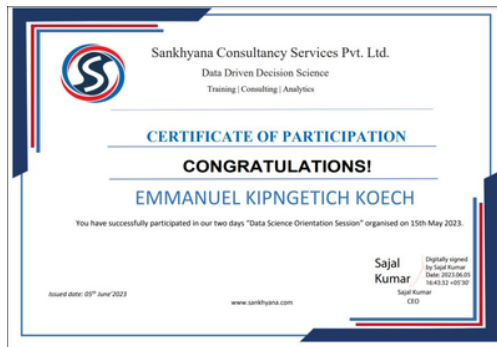 Sankhyana Consultancy Services Pvt. Ltd.
Data Driven Decision Science
Training | Consulting | Analytics
CERTIFICATE OF PARTICIPATION
CONGRATULATIONS!
EMMANUEL KIPNGETICH KOECH
You have successfully participated in our two days "Data Science Orientation Session" organised on 15th May 2023.
Sajal
Kumar
Digitally signed
by Sajal Kumar
Date: 2023.06.05
16:43:32 +05'30'
Sajal Kumar
CEO
Issued date: 05th June'2023
www.sankhyana.com